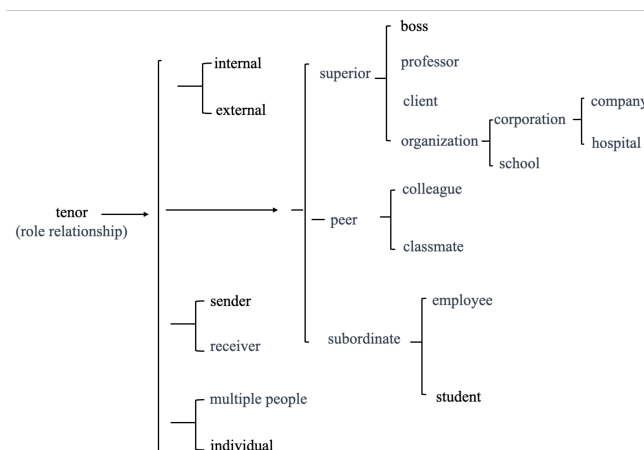 boss
internal
superior
professor
external
client
company
corporation
organization
hospital
school
colleague
tenor
(role relationship)
peer
classmate
sender
employee
receiver
subordinate
multiple people
student
individual